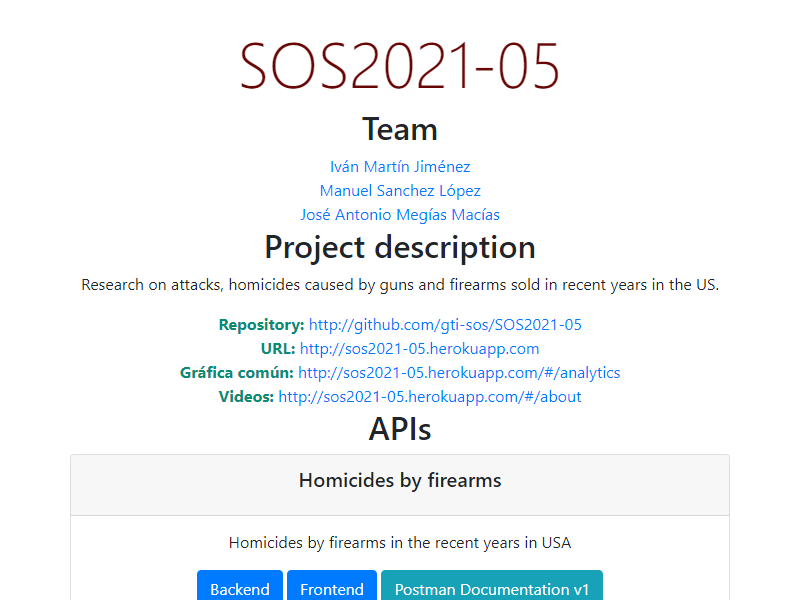 SOS2021-05
Team
Iván Martín Jiménez
Manuel Sanchez López
José Antonio Megías Macías
Project description
Research on attacks, homicides caused by guns and firearms sold in recent years in the US.
Repository: http://github.com/gti-sos/SOS2021-05
URL: http://sos2021-05.herokuapp.com
Gráfica común: http://sos2021-05.herokuapp.com/#/analytics
Videos: http://sos2021-05.herokuapp.com/#/about
APIs
Homicides by firearms
Homicides by firearms in the recent years in USA
Backend Frontend Postman Documentation v1